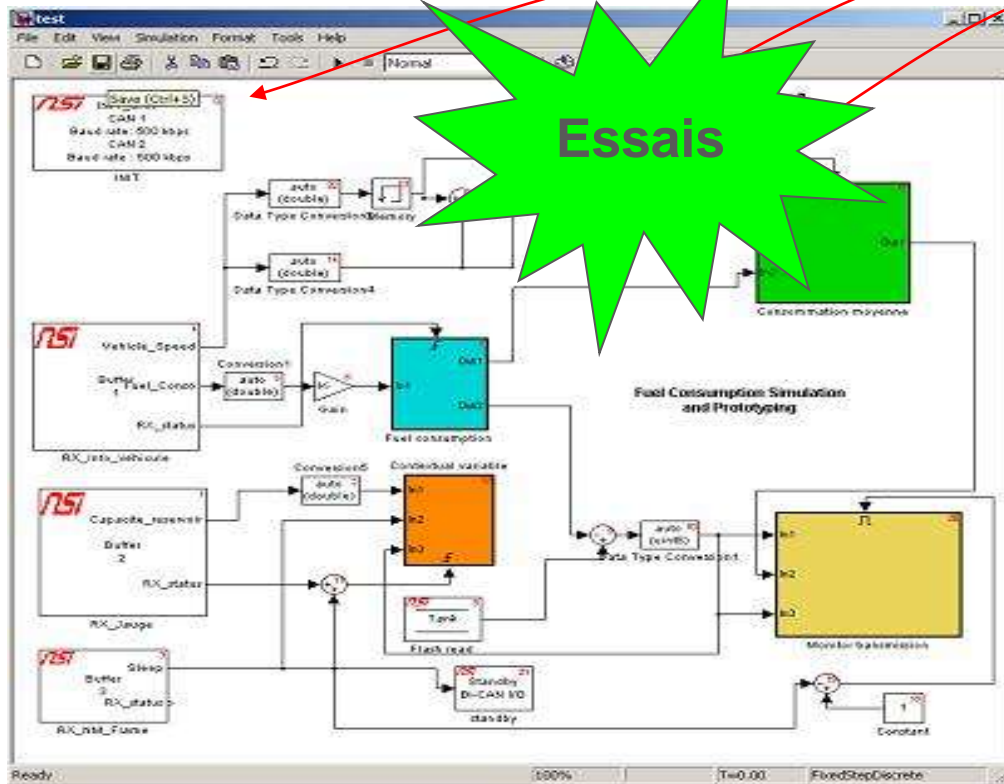 test
File Edit View Simulation Format Tools Help
Normal
Essais
Save (Ctrl+S)
CAN 1
Baud rate : 500 kbps
CAN 2
Baud rate : 500 kbps
INIT
auto
(double)
Memory
auto
(double)
Data Type Conversion4
Out1
Consommation moyenne
NSI
Vehicle_Speed
Buffer
1
Fuel_Conso
RX_status
RX_Info_Vehicule
Conversion1
auto
(double)
Gain
In1
Out1
Out2
Fuel consumption
Fuel Consumption Simulation
and Prototyping
NSI
Capacite_reservoir
Buffer
2
RX_status
RX_Jauge
Conversion5
auto
(double)
Contextual variable
In1
In2
In3
auto
Data Type Conversion1
In1
In2
In3
Monitor transmission
Tank
Flash read
NSI
Sleep
Buffer
3
RX_status
RX_NM_Frame
Standby
Di-CAN I/O
standby
1
Constant
Ready
100%
T=0.00
FixedStepDiscrete